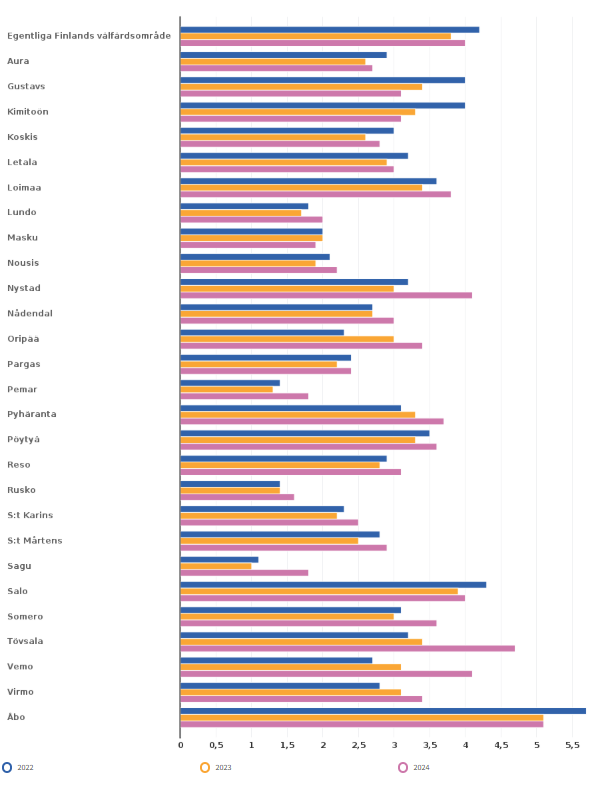 Egentliga Finlands välfärdsområde
Aura
Gustavs
Kimitoön
Koskis
Letala
Loimaa
Lundo
Masku
Nousis
Nystad
Nådendal
Oripää
Pargas
Pemar
Pyhäranta
Pöytyä
Reso
Rusko
S:t Karins
S:t Mårtens
Sagu
Salo
Somero
Tövsala
Vemo
Virmo
Åbo
0 0,5 1 1,5 2 2,5 3 3,5 4 4,5 5 5,5
2022 2023 2024